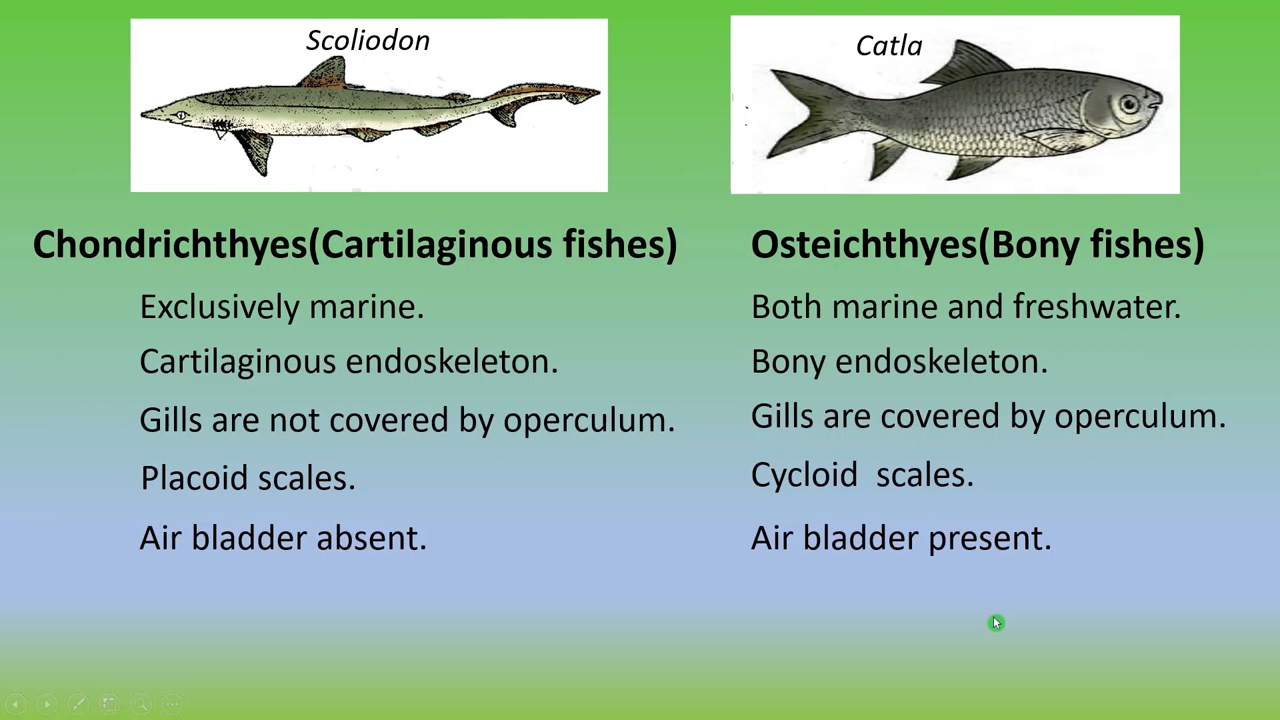 Scoliodon
Catla
Chondrichthyes(Cartilaginous fishes)
Exclusively marine.
Cartilaginous endoskeleton.
Gills are not covered by operculum.
Placoid scales.
Air bladder absent.
Osteichthyes(Bony fishes)
Both marine and freshwater.
Bony endoskeleton.
Gills are covered by operculum.
Cycloid  scales.
Air bladder present.